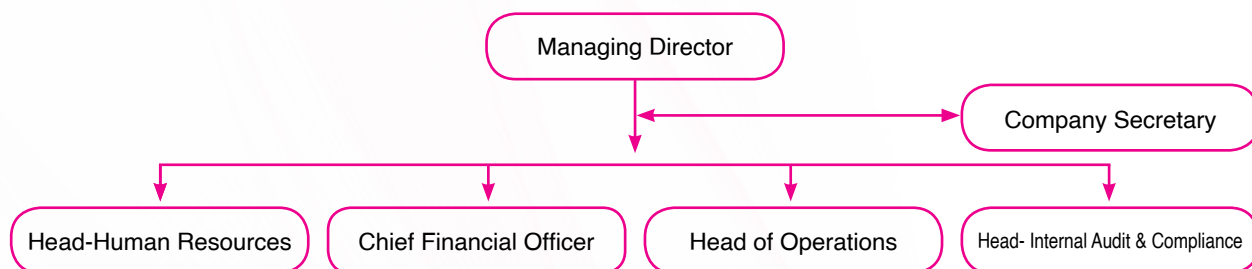 Managing Director
Company Secretary
Head-Human Resources
Chief Financial Officer
Head of Operations
Head- Internal Audit & Compliance